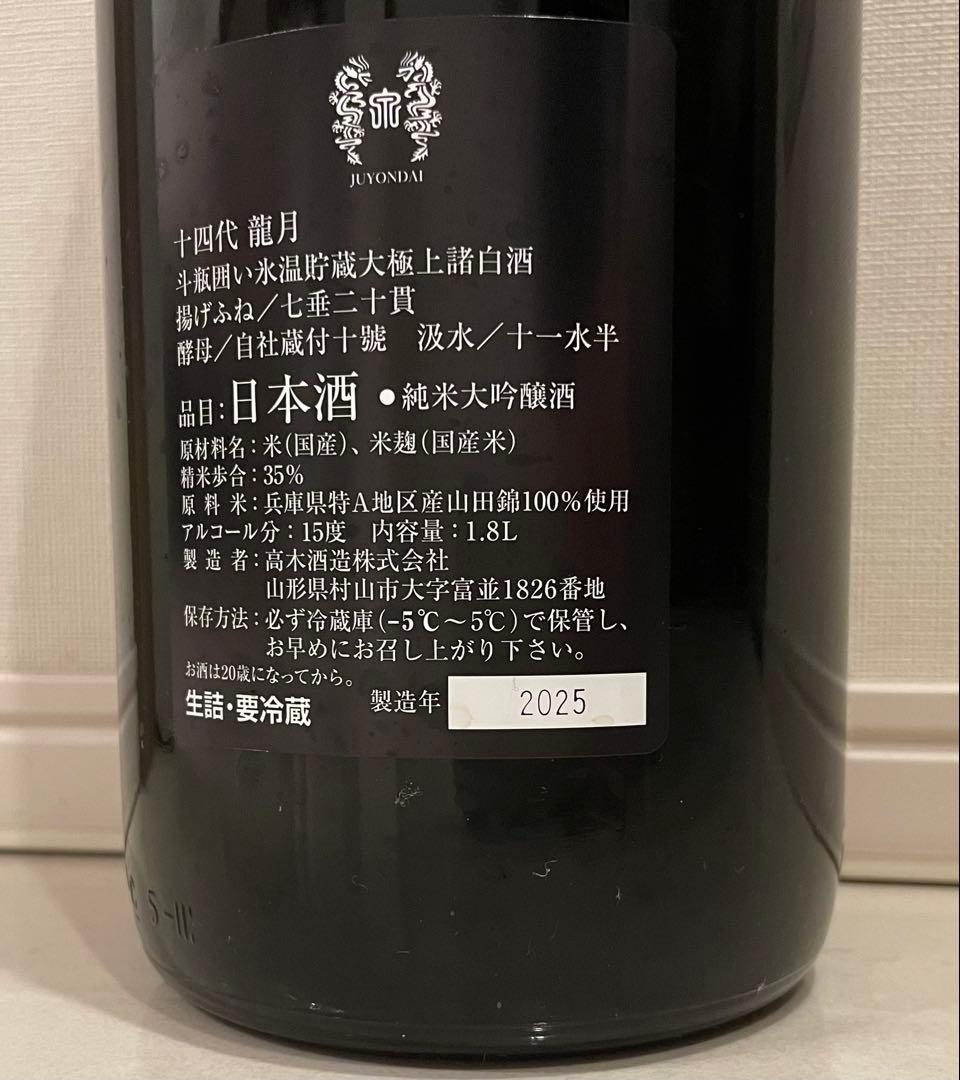 JUYONDAI
十四代 龍月
斗瓶囲い氷温貯蔵大極上諸白酒
揚げふね／七垂二十貫
酵母／自社蔵付十號　汲水／十一水半
品目：日本酒 ●純米大吟醸酒
原材料名：米（国産）、米麹（国産米）
精米歩合：35%
原料米：兵庫県特A地区産山田錦100%使用
アルコール分：15度　内容量：1.8L
製造者：高木酒造株式会社
山形県村山市大字富並1826番地
保存方法：必ず冷蔵庫（-5℃～5℃）で保管し、
お早めにお召し上がり下さい。
お酒は20歳になってから。
生詰・要冷蔵　製造年 2025